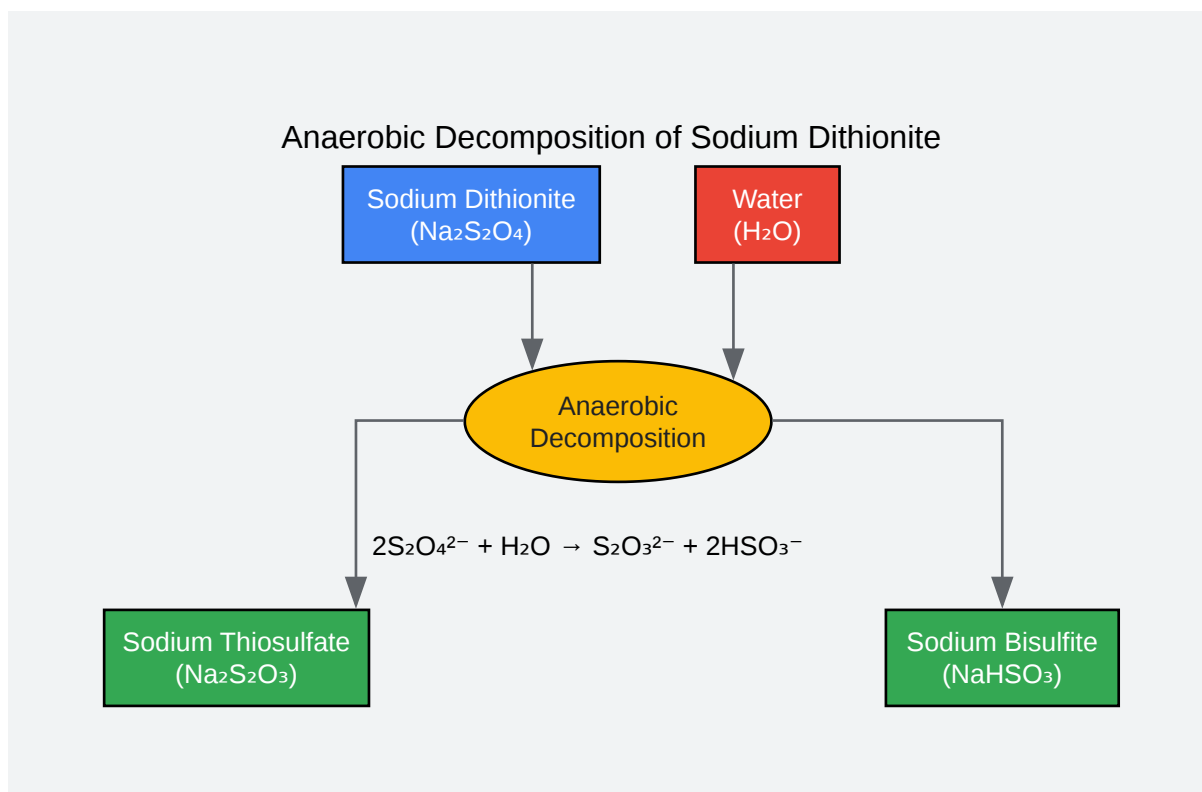 Anaerobic Decomposition of Sodium Dithionite
Sodium Dithionite
(Na₂S₂O₄)
Water
(H₂O)
Anaerobic
Decomposition
2S₂O₄²⁻ + H₂O → S₂O₃²⁻ + 2HSO₃⁻
Sodium Thiosulfate
(Na₂S₂O₃)
Sodium Bisulfite
(NaHSO₃)